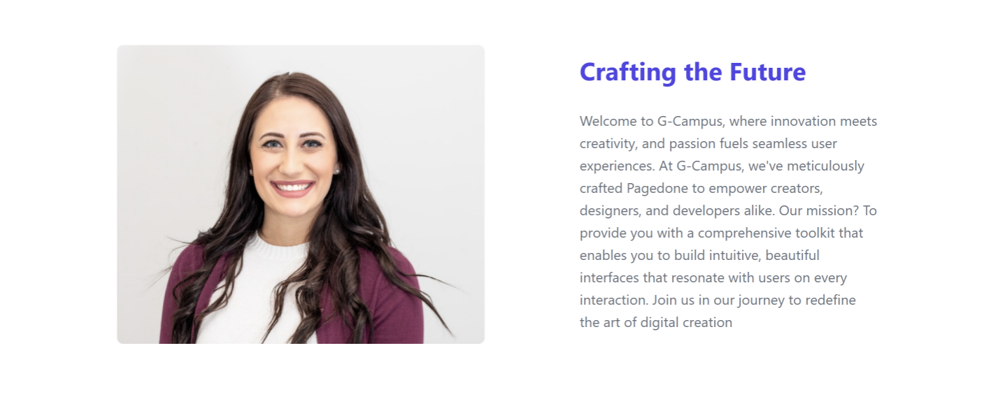 Crafting the Future
Welcome to G-Campus, where innovation meets
creativity, and passion fuels seamless user
experiences. At G-Campus, we've meticulously
crafted Pagedone to empower creators,
designers, and developers alike. Our mission? To
provide you with a comprehensive toolkit that
enables you to build intuitive, beautiful
interfaces that resonate with users on every
interaction. Join us in our journey to redefine
the art of digital creation